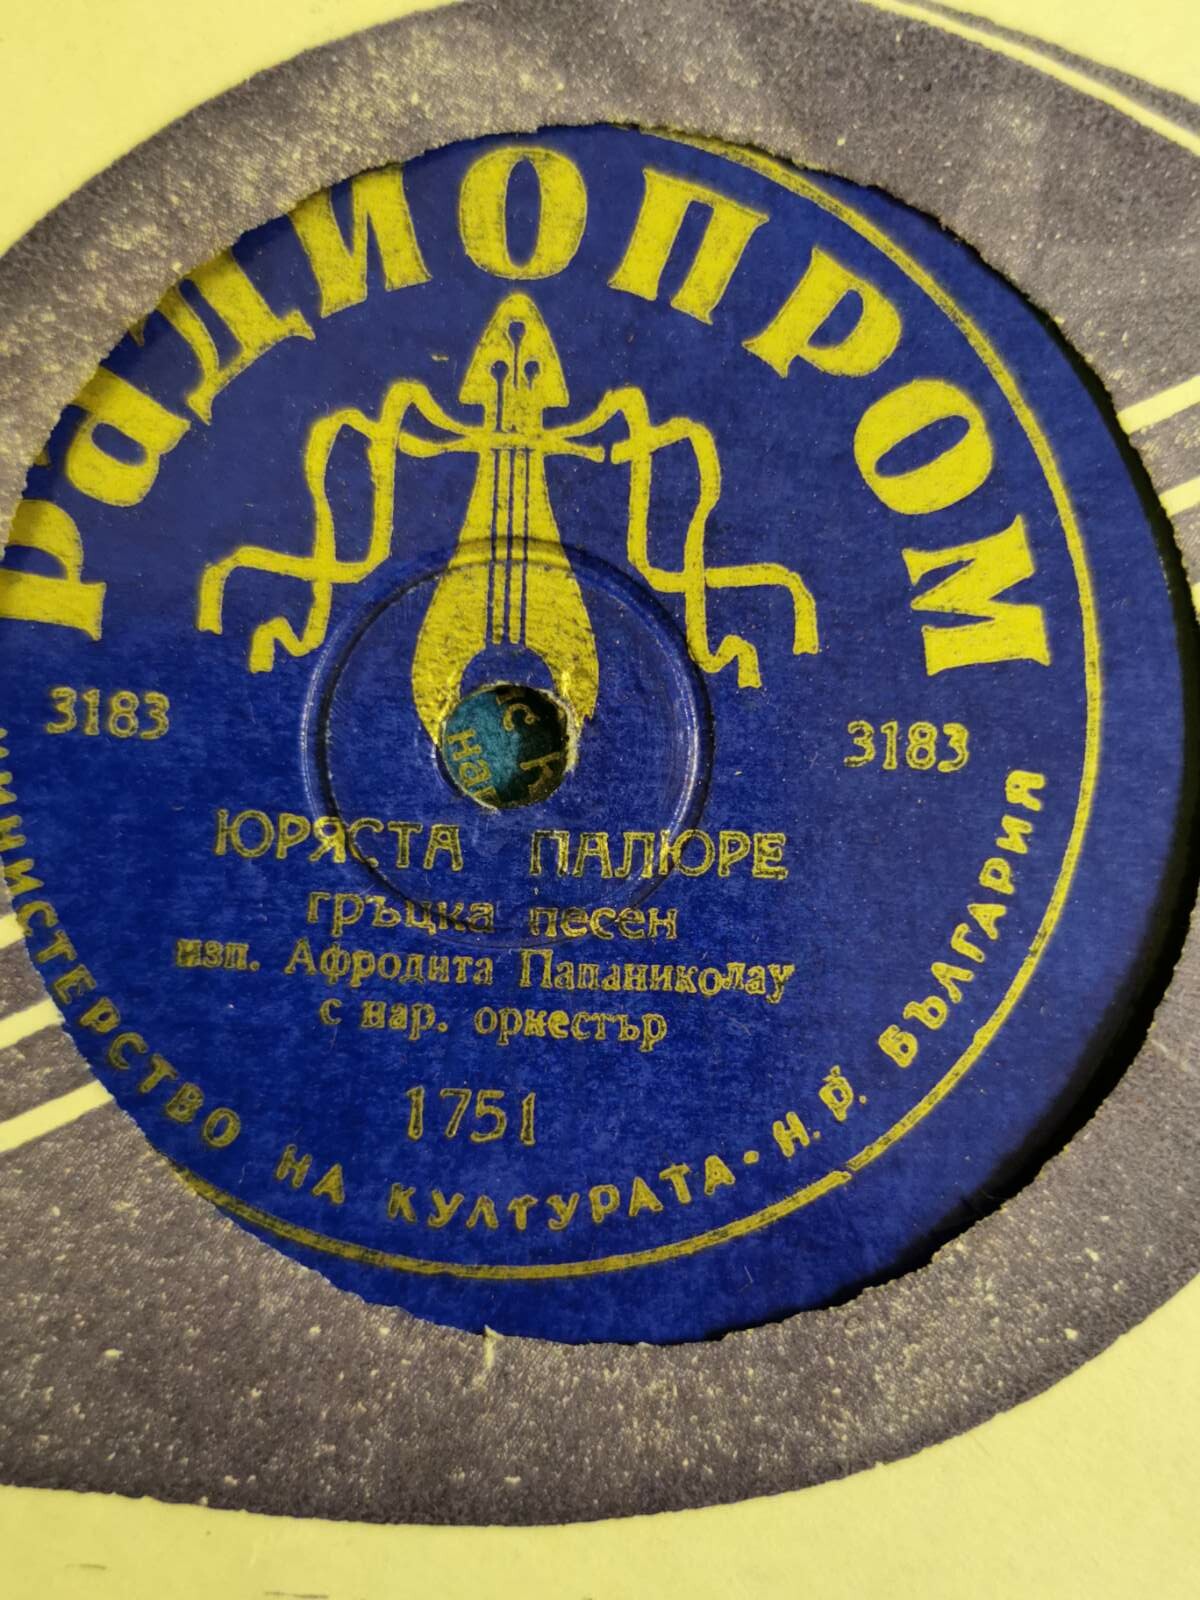 Радиопром
3183
3183
ЮРЯСТА ПАЛЮРЕ
гръцка песен
изп. Афродита Папаниколау
с нар. оркестър
1751
МИНИСТЕРСТВО НА КУЛТУРАТА · Н. Р. БЪЛГАРИЯ